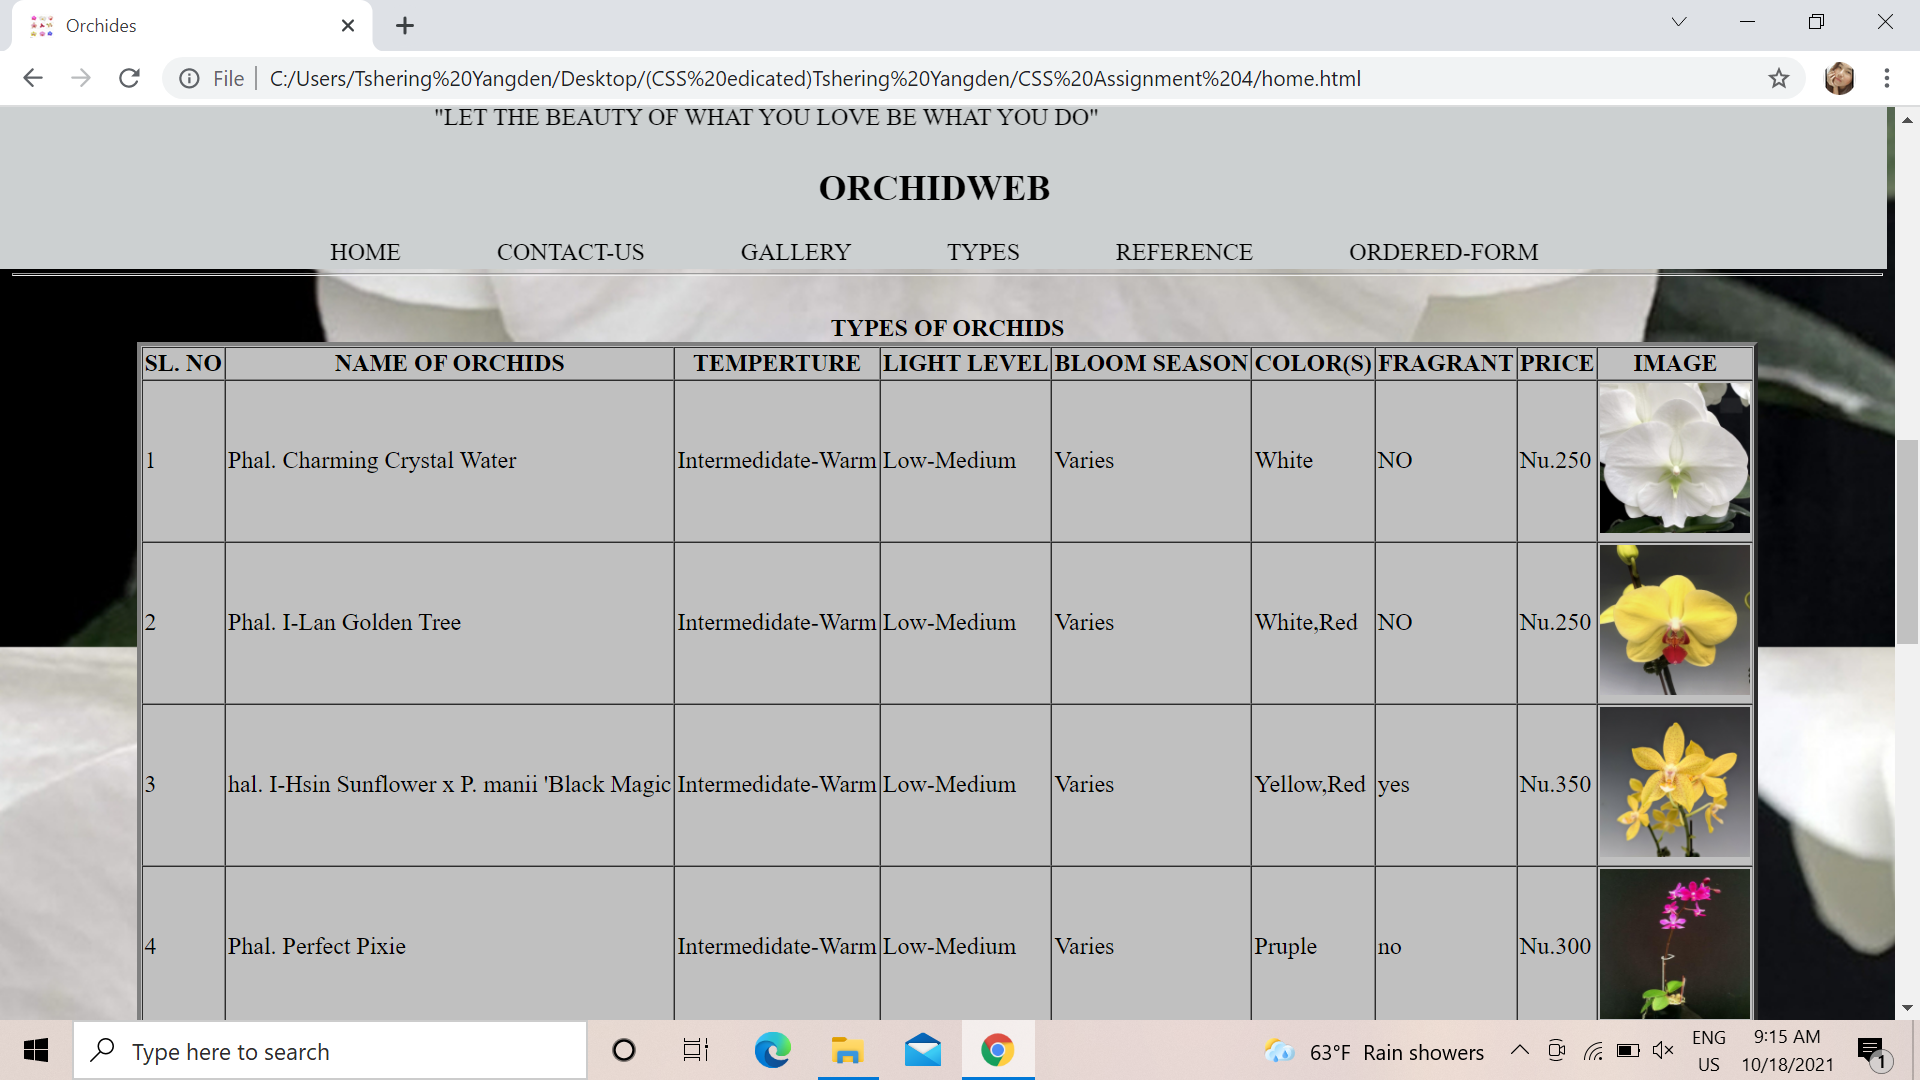 Orchides
File
C:/Users/Tshering%20Yangden/Desktop/(CSS%20edicated)Tshering%20Yangden/CSS%20Assignment%204/home.html
"LET THE BEAUTY OF WHAT YOU LOVE BE WHAT YOU DO"
ORCHIDWEB
HOME CONTACT-US GALLERY TYPES REFERENCE ORDERED-FORM
TYPES OF ORCHIDS
SL. NO NAME OF ORCHIDS TEMPERTURE LIGHT LEVEL BLOOM SEASON COLOR(S) FRAGRANT PRICE IMAGE
1 Phal. Charming Crystal Water Intermedidate-Warm Low-Medium Varies White NO Nu.250
2 Phal. I-Lan Golden Tree Intermedidate-Warm Low-Medium Varies White,Red NO Nu.250
3 hal. I-Hsin Sunflower x P. manii 'Black Magic Intermedidate-Warm Low-Medium Varies Yellow,Red yes Nu.350
4 Phal. Perfect Pixie Intermedidate-Warm Low-Medium Varies Pruple no Nu.300
Type here to search
63°F Rain showers
ENG
US
9:15 AM
10/18/2021
1